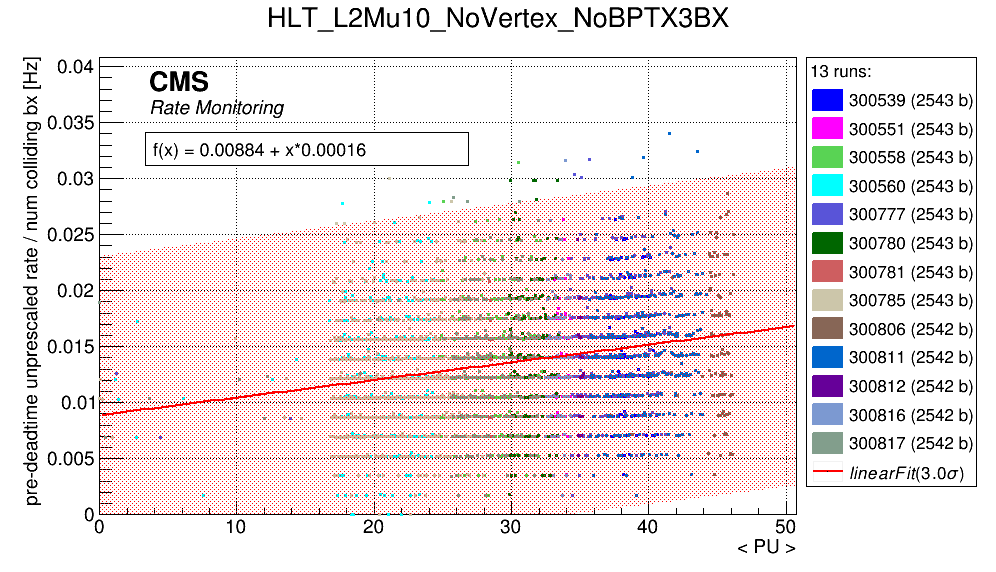 HLT_L2Mu10_NoVertex_NoBPTX3BX
pre-deadtime unprescaled rate / num colliding bx [Hz]
0.04
0.035
0.03
0.025
0.02
0.015
0.01
0.005
0
CMS
Rate Monitoring
f(x) = 0.00884 + x*0.00016
0 10 20 30 40 50
< PU >
13 runs:
300539 (2543 b)
300551 (2543 b)
300558 (2543 b)
300560 (2543 b)
300777 (2543 b)
300780 (2543 b)
300781 (2543 b)
300785 (2543 b)
300806 (2542 b)
300811 (2542 b)
300812 (2542 b)
300816 (2542 b)
300817 (2542 b)
linearFit(3.0σ)